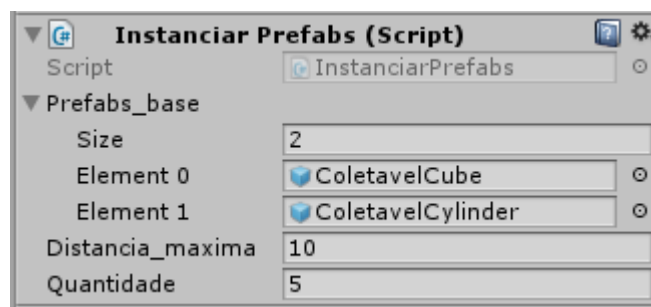 Instanciar Prefabs (Script)
Script InstanciarPrefabs
Prefabs_base
Size 2
Element 0 ColetavelCube
Element 1 ColetavelCylinder
Distancia_maxima 10
Quantidade 5